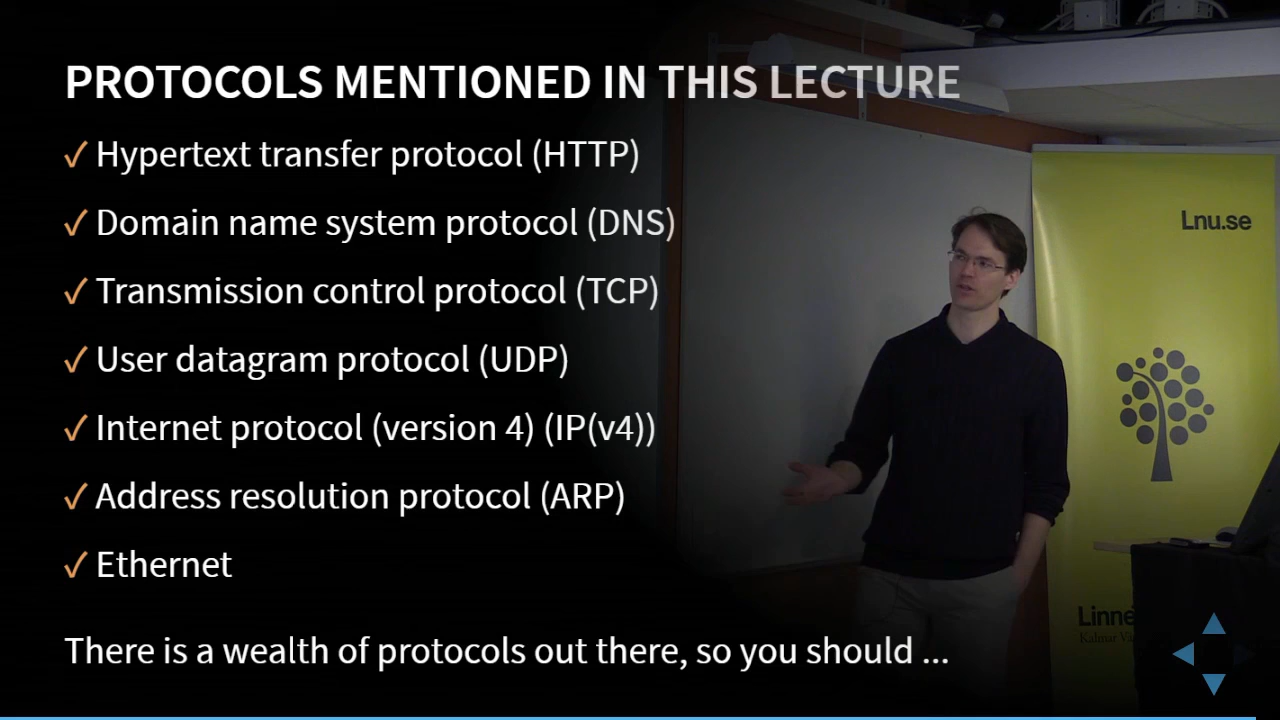 PROTOCOLS MENTIONED IN THIS LECTURE
✓ Hypertext transfer protocol (HTTP)
✓ Domain name system protocol (DNS)
✓ Transmission control protocol (TCP)
✓ User datagram protocol (UDP)
✓ Internet protocol (version 4) (IP(v4))
✓ Address resolution protocol (ARP)
✓ Ethernet
There is a wealth of protocols out there, so you should ...
Lnu.se
Linné
Kalmar